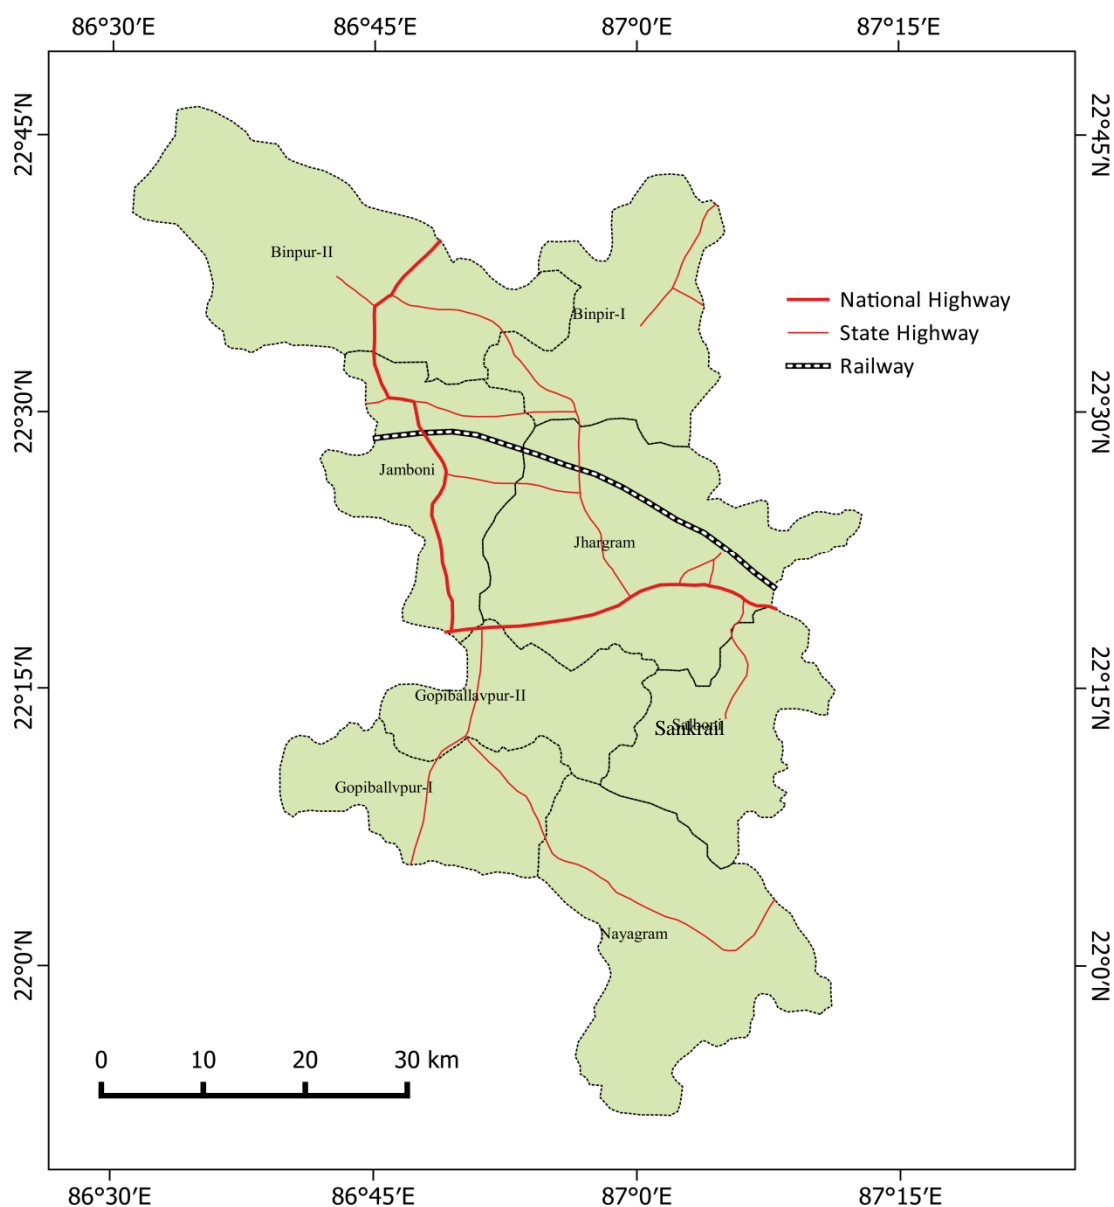 86°30′E 86°45′E 87°0′E 87°15′E
22°45′N
22°45′N
Binpur-II
National Highway
Binpir-I
State Highway
Railway
22°30′N
22°30′N
Jamboni
Jhargram
22°15′N
22°15′N
Gopiballavpur-II
Salboni
Sankrail
Gopiballvpur-I
Nayagram
22°0′N
22°0′N
0 10 20 30 km
86°30′E 86°45′E 87°0′E 87°15′E